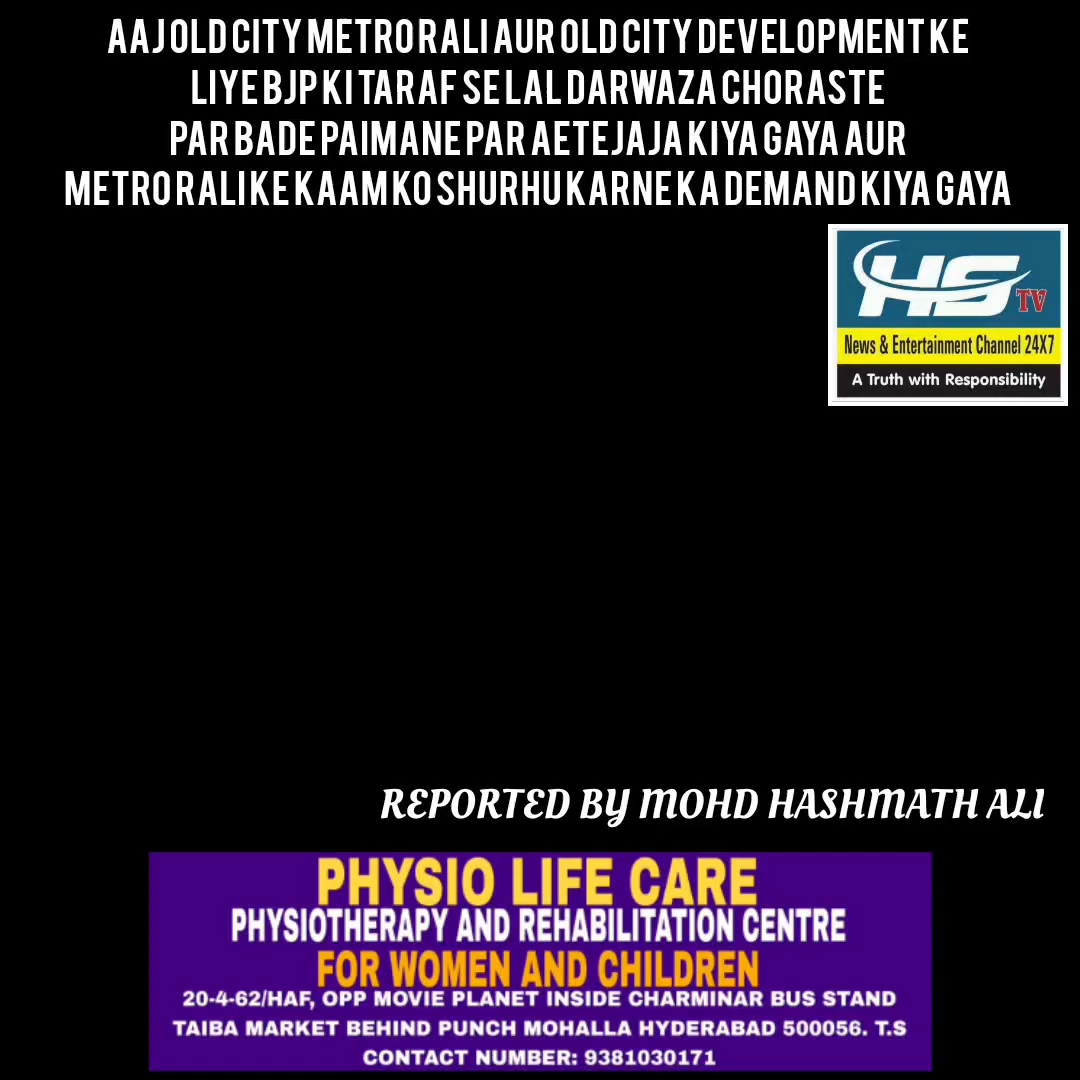 AAJ OLD CITY METRO RALI AUR OLD CITY DEVELOPMENT KE
LIYE BJP KI TARAF SE LAL DARWAZA CHORASTE
PAR BADE PAIMANE PAR AETEJAJA KIYA GAYA AUR
METRO RALI KE KAAM KO SHURHU KARNE KA DEMAND KIYA GAYA
HS TV
News & Entertainment Channel 24X7
A Truth with Responsibility
REPORTED BY MOHD HASHMATH ALI
PHYSIO LIFE CARE
PHYSIOTHERAPY AND REHABILITATION CENTRE
FOR WOMEN AND CHILDREN
20-4-62/HAF, OPP MOVIE PLANET INSIDE CHARMINAR BUS STAND
TAIBA MARKET BEHIND PUNCH MOHALLA HYDERABAD 500056. T.S
CONTACT NUMBER: 9381030171